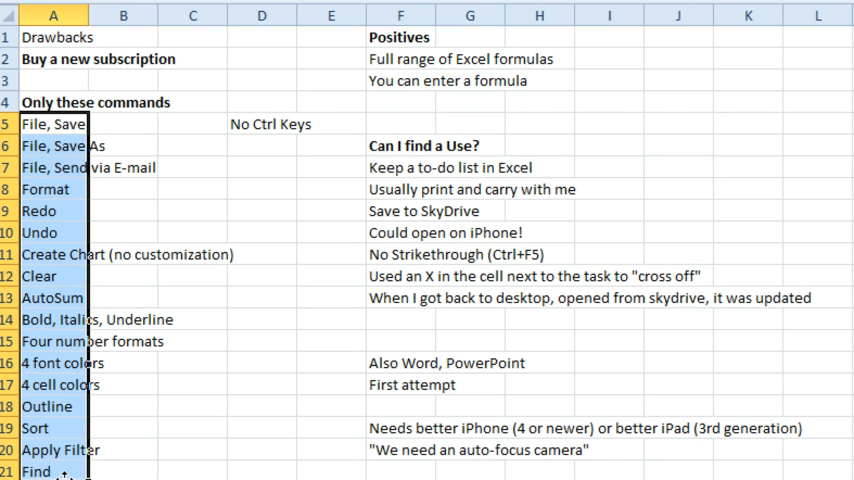 A B C D E F G H I J K L
1 Drawbacks Positives
2 Buy a new subscription Full range of Excel formulas
3 You can enter a formula
4 Only these commands
5 File, Save No Ctrl Keys
6 File, Save As Can I find a Use?
7 File, Send via E-mail Keep a to-do list in Excel
8 Format Usually print and carry with me
9 Redo Save to SkyDrive
10 Undo Could open on iPhone!
11 Create Chart (no customization) No Strikethrough (Ctrl+F5)
12 Clear Used an X in the cell next to the task to "cross off"
13 AutoSum When I got back to desktop, opened from skydrive, it was updated
14 Bold, Italics, Underline
15 Four number formats
16 4 font colors Also Word, PowerPoint
17 4 cell colors First attempt
18 Outline
19 Sort Needs better iPhone (4 or newer) or better iPad (3rd generation)
20 Apply Filter "We need an auto-focus camera"
21 Find